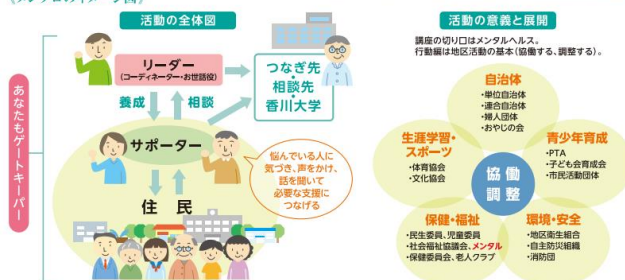 活動の全体図
あなたもゲートキーパー
リーダー
(コーディネーター・お世話役)
養成
相談
つなぎ先
・
相談先
・
香川大学
サポーター
悩んでいる人に
気づき、声をかけ、
話を聞いて
必要な支援に
つなげる
住 民
活動の意義と展開
講座の切り口はメンタルヘルス。
行動編は地区活動の基本(協働する、調整する)。
自治体
・単位自治体
・連合自治体
・婦人団体
・おやじの会
生涯学習・
スポーツ
・体育協会
・文化協会
青少年育成
・PTA
・子ども会育成会
・市民活動団体
協 働
調 整
保健・福祉
・民生委員、児童委員
・社会福祉協議会、メンタル
・保健委員会、老人クラブ
環境・安全
・地区衛生組合
・自主防災組織
・消防団